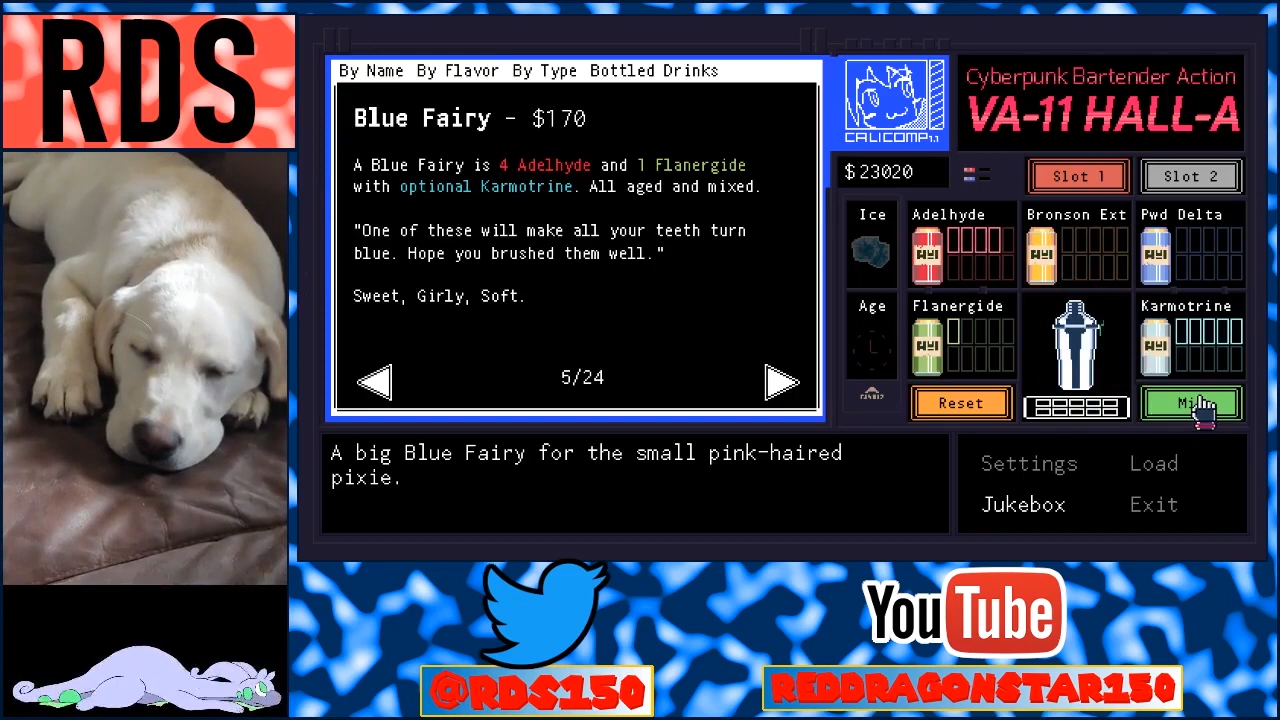 RDS
By Name By Flavor By Type Bottled Drinks
Blue Fairy - $170
A Blue Fairy is 4 Adelhyde and 1 Flanergide
with optional Karmotrine. All aged and mixed.
"One of these will make all your teeth turn
blue. Hope you brushed them well."
Sweet, Girly, Soft.
5/24
CALICOMP 1.1
Cyberpunk Bartender Action
VA-11 HALL-A
$23020
Slot 1
Slot 2
Ice
Adelhyde
Bronson Ext
Pwd Delta
Age
Flanergide
Karmotrine
Reset
A big Blue Fairy for the small pink-haired
pixie.
Settings
Load
Jukebox
Exit
YouTube
@RDS150
REDDRAGONSTAR150